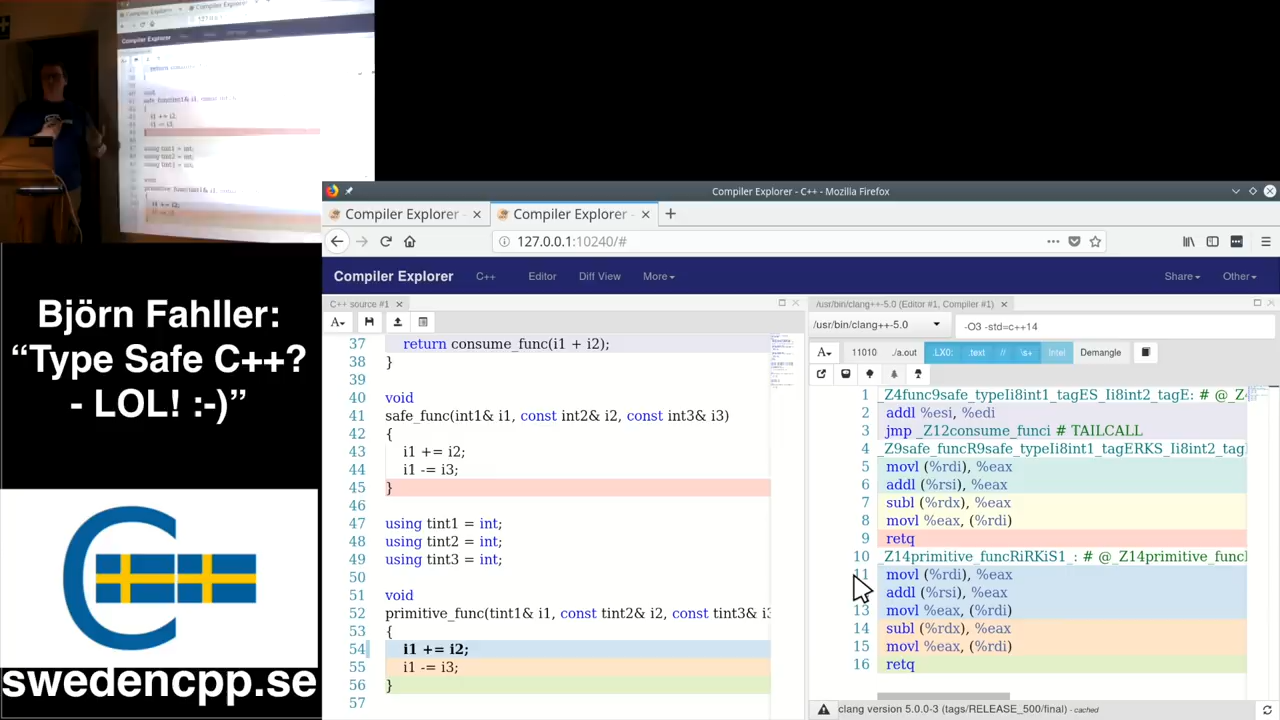 Compiler Explorer
Compiler Explorer - C++ - Mozilla Firefox
Compiler Explorer -
Compiler Explorer -
127.0.0.1:10240/#
Compiler Explorer
C++
Editor
Diff View
More
Share
Other
C++ source #1
/usr/bin/clang++-5.0 (Editor #1, Compiler #1)
A
/usr/bin/clang++-5.0
-O3 -std=c++14
A
11010
./a.out
.LX0:
.text
//
\s+
Intel
Demangle
37 return consume_func(i1 + i2);
38 }
39
40 void
41 safe_func(int1& i1, const int2& i2, const int3& i3)
42 {
43 i1 += i2;
44 i1 -= i3;
45 }
46
47 using tint1 = int;
48 using tint2 = int;
49 using tint3 = int;
50
51 void
52 primitive_func(tint1& i1, const tint2& i2, const tint3& i3
53 {
54 i1 += i2;
55 i1 -= i3;
56 }
57
1 _Z4func9safe_typeIi8int1_tagES_Ii8int2_tagE: # @_Z4
2 addl %esi, %edi
3 jmp _Z12consume_funci # TAILCALL
4 _Z9safe_funcR9safe_typeIi8int1_tagERKS_Ii8int2_tagI
5 movl (%rdi), %eax
6 addl (%rsi), %eax
7 subl (%rdx), %eax
8 movl %eax, (%rdi)
9 retq
10 _Z14primitive_funcRiRKiS1_: # @_Z14primitive_func
11 movl (%rdi), %eax
addl (%rsi), %eax
13 movl %eax, (%rdi)
14 subl (%rdx), %eax
15 movl %eax, (%rdi)
16 retq
clang version 5.0.0-3 (tags/RELEASE_500/final) - cached
Björn Fahller:
“Type Safe C++?
- LOL! :-)”
swedencpp.se